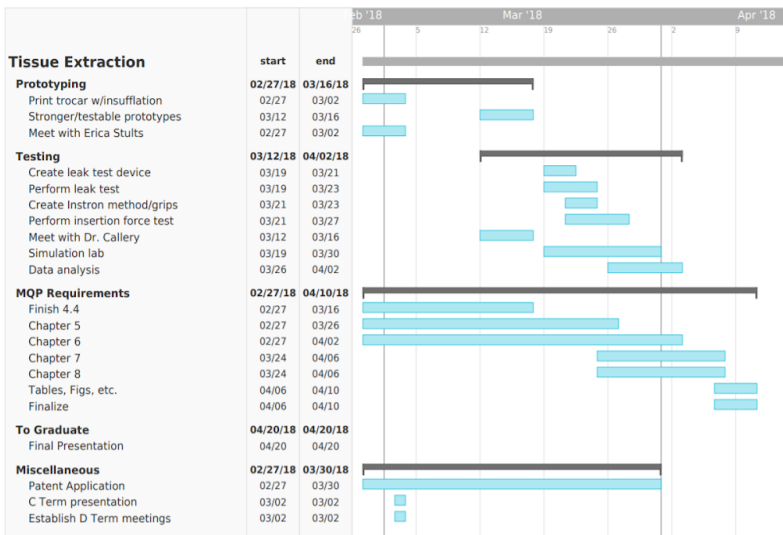 eb '18 Mar '18 Apr '18
26 5 12 19 26 2 9
Tissue Extraction start end
Prototyping 02/27/18 03/16/18
Print trocar w/insufflation 02/27 03/02
Stronger/testable prototypes 03/12 03/16
Meet with Erica Stults 02/27 03/02
Testing 03/12/18 04/02/18
Create leak test device 03/19 03/21
Perform leak test 03/19 03/23
Create Instron method/grips 03/21 03/23
Perform insertion force test 03/21 03/27
Meet with Dr. Callery 03/12 03/16
Simulation lab 03/19 03/30
Data analysis 03/26 04/02
MQP Requirements 02/27/18 04/10/18
Finish 4.4 02/27 03/16
Chapter 5 02/27 03/26
Chapter 6 02/27 04/02
Chapter 7 03/24 04/06
Chapter 8 03/24 04/06
Tables, Figs, etc. 04/06 04/10
Finalize 04/06 04/10
To Graduate 04/20/18 04/20/18
Final Presentation 04/20 04/20
Miscellaneous 02/27/18 03/30/18
Patent Application 02/27 03/30
C Term presentation 03/02 03/02
Establish D Term meetings 03/02 03/02